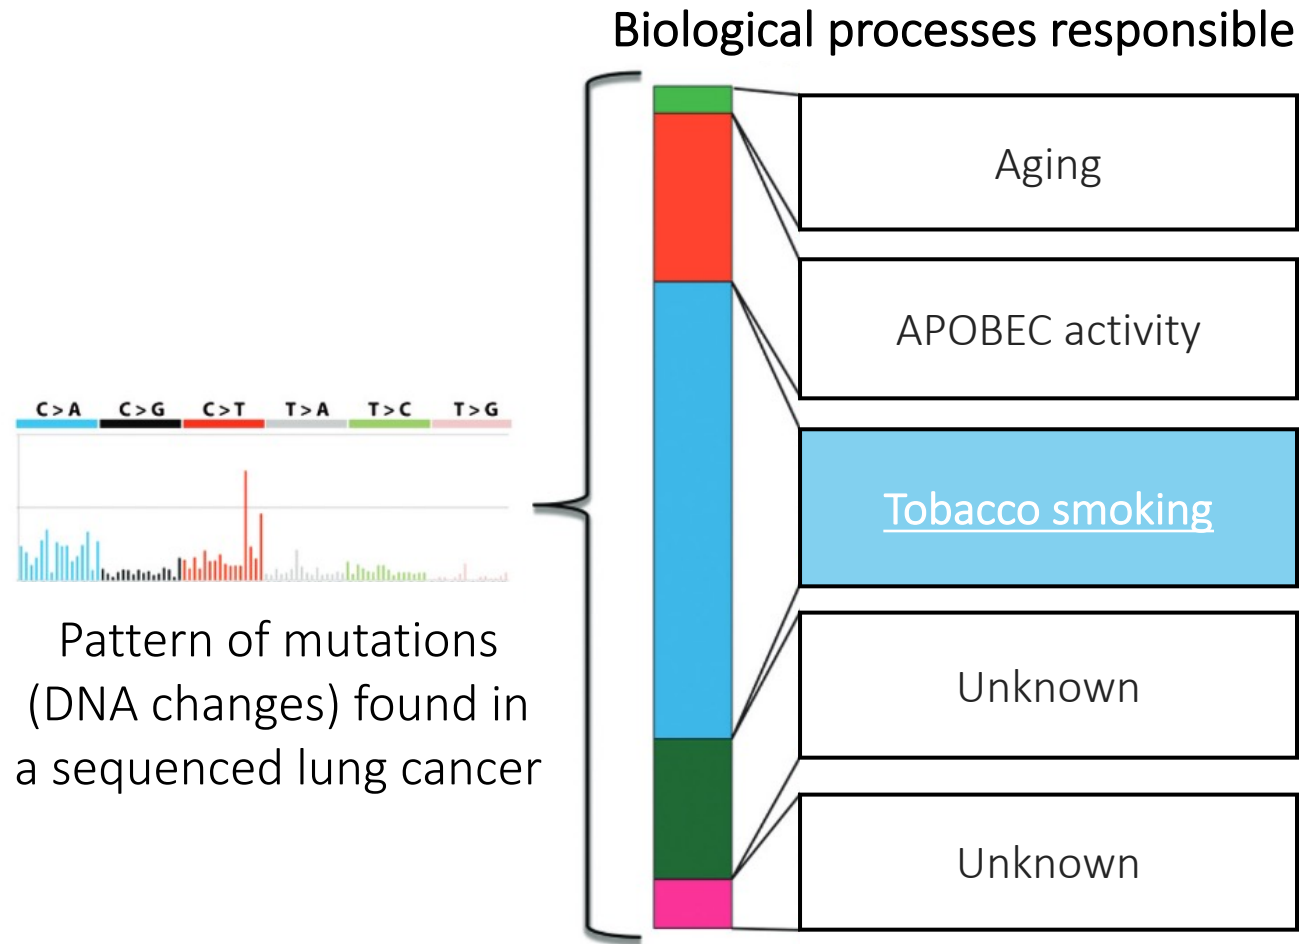 Biological processes responsible
Aging
APOBEC activity
C > A C > G C > T T > A T > C T > G
Tobacco smoking
Pattern of mutations
(DNA changes) found in
a sequenced lung cancer
Unknown
Unknown